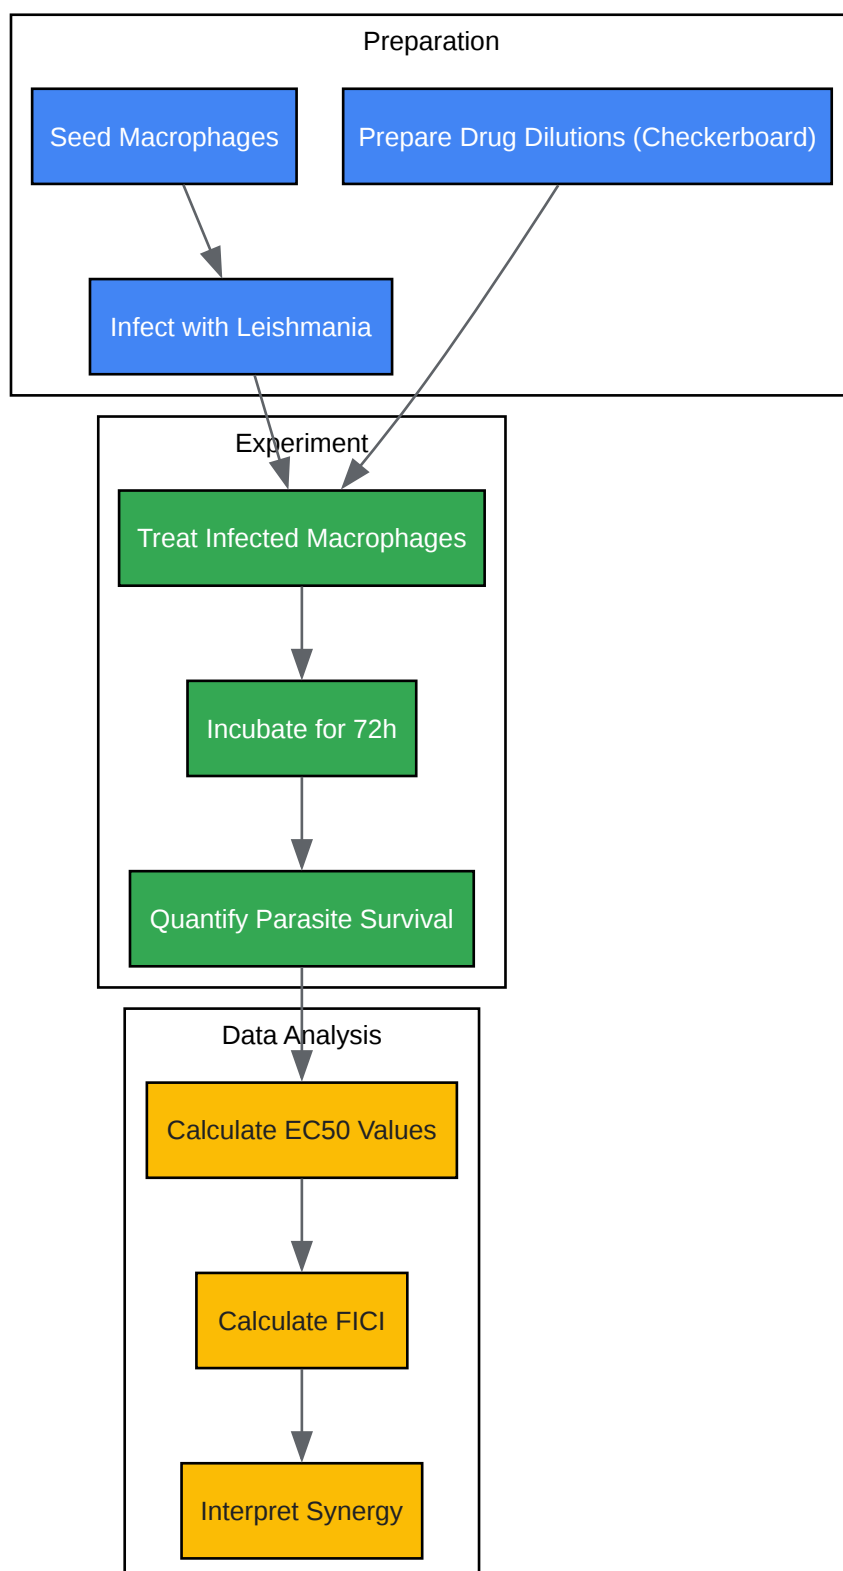 Preparation
Seed Macrophages
Prepare Drug Dilutions (Checkerboard)
Infect with Leishmania
Experiment
Treat Infected Macrophages
Incubate for 72h
Quantify Parasite Survival
Data Analysis
Calculate EC50 Values
Calculate FICI
Interpret Synergy